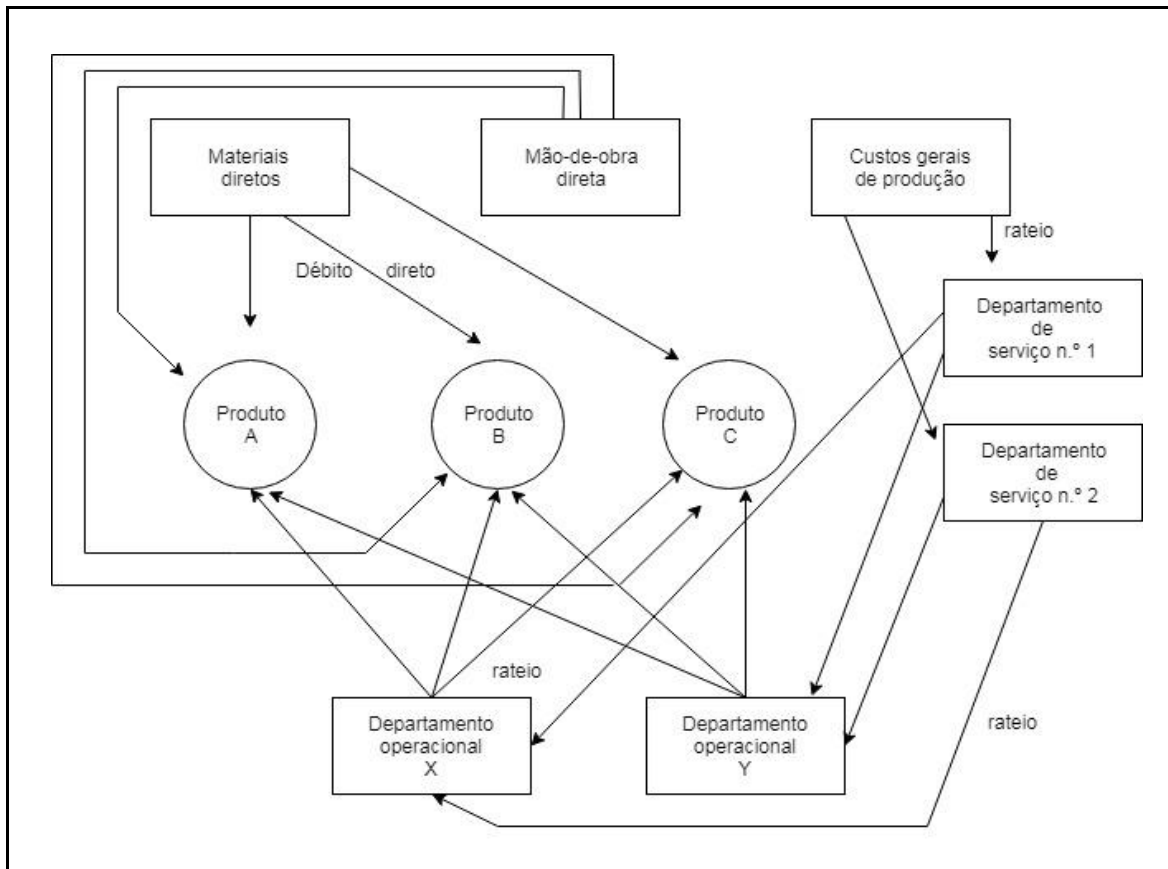 Materiais
diretos
Mão-de-obra
direta
Custos gerais
de produção
rateio
Débito direto
Departamento
de
serviço n.º 1
Produto
A
Produto
B
Produto
C
Departamento
de
serviço n.º 2
rateio
Departamento
operacional
X
Departamento
operacional
Y
rateio